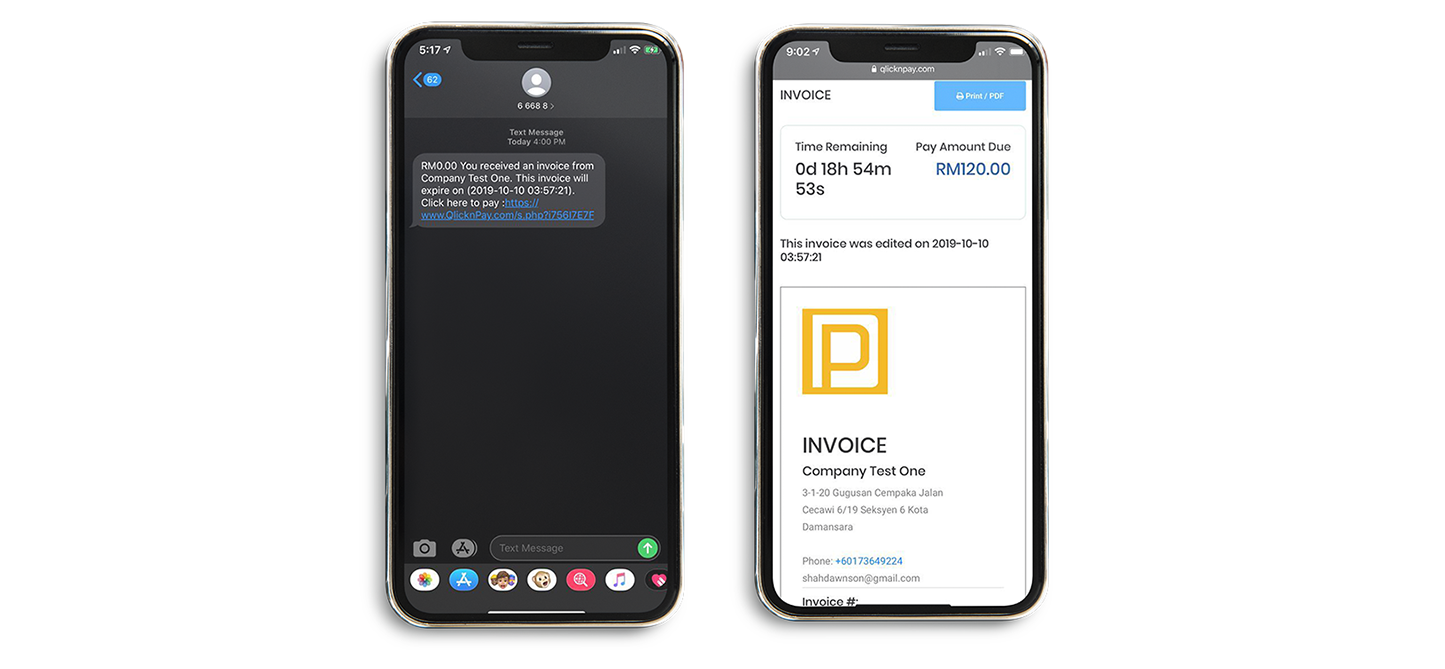 5:17
62
6 668 8 >
Text Message
Today 4:00 PM
RM0.00 You received an invoice from
Company Test One. This invoice will
expire on (2019-10-10 03:57:21).
Click here to pay :https://
www.QlicknPay.com/s.php?i756I7E7F
Text Message
9:02
qlicknpay.com
INVOICE
Print / PDF
Time Remaining
Pay Amount Due
0d 18h 54m
53s
RM120.00
This invoice was edited on 2019-10-10
03:57:21
P
INVOICE
Company Test One
3-1-20 Gugusan Cempaka Jalan
Cecawi 6/19 Seksyen 6 Kota
Damansara
Phone: +60173649224
shahdawnson@gmail.com
Invoice #: